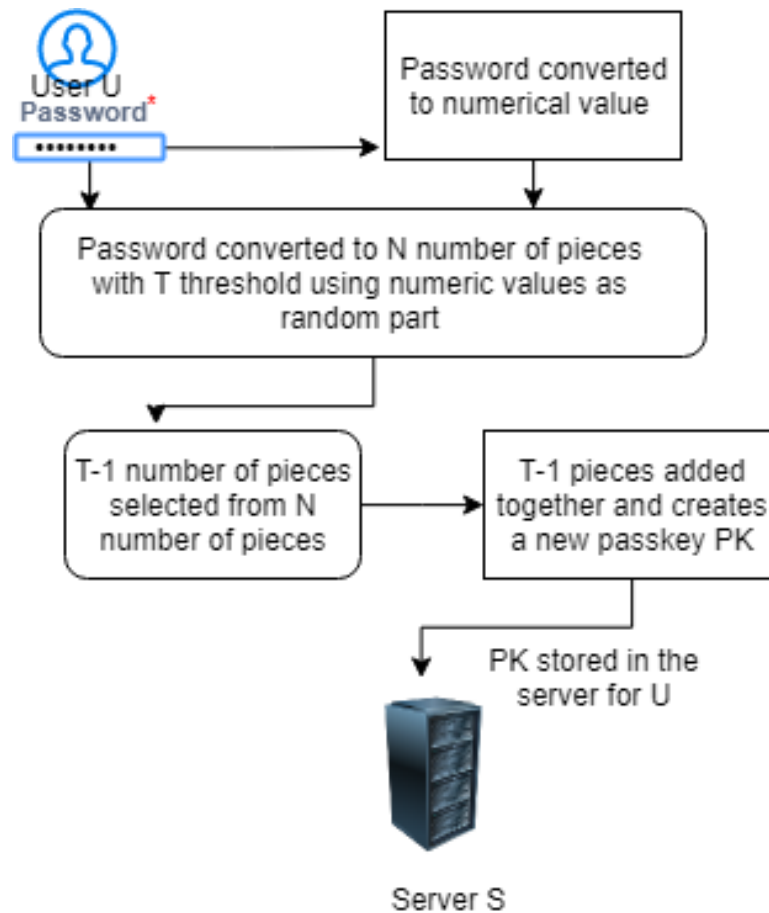 User U
Password*
••••••••
Password converted
to numerical value
Password converted to N number of pieces
with T threshold using numeric values as
random part
T-1 number of pieces
selected from N
number of pieces
T-1 pieces added
together and creates
a new passkey PK
PK stored in the
server for U
Server S